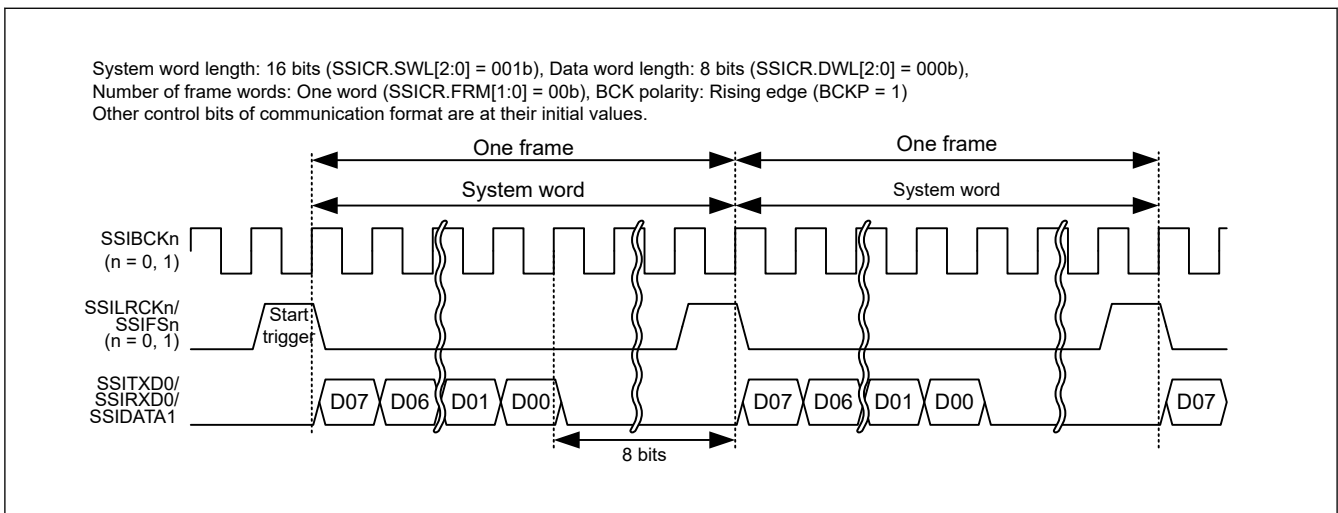 System word length: 16 bits (SSICR.SWL[2:0] = 001b), Data word length: 8 bits (SSICR.DWL[2:0] = 000b),
Number of frame words: One word (SSICR.FRM[1:0] = 00b), BCK polarity: Rising edge (BCKP = 1)
Other control bits of communication format are at their initial values.
One frame One frame
System word System word
SSIBCKn
(n = 0, 1)
SSILRCKn/
SSIFSn
(n = 0, 1)
Start
trigger
SSITXD0/
SSIRXD0/
SSIDATA1
D07 D06 D01 D00 D07 D06 D01 D00 D07
8 bits